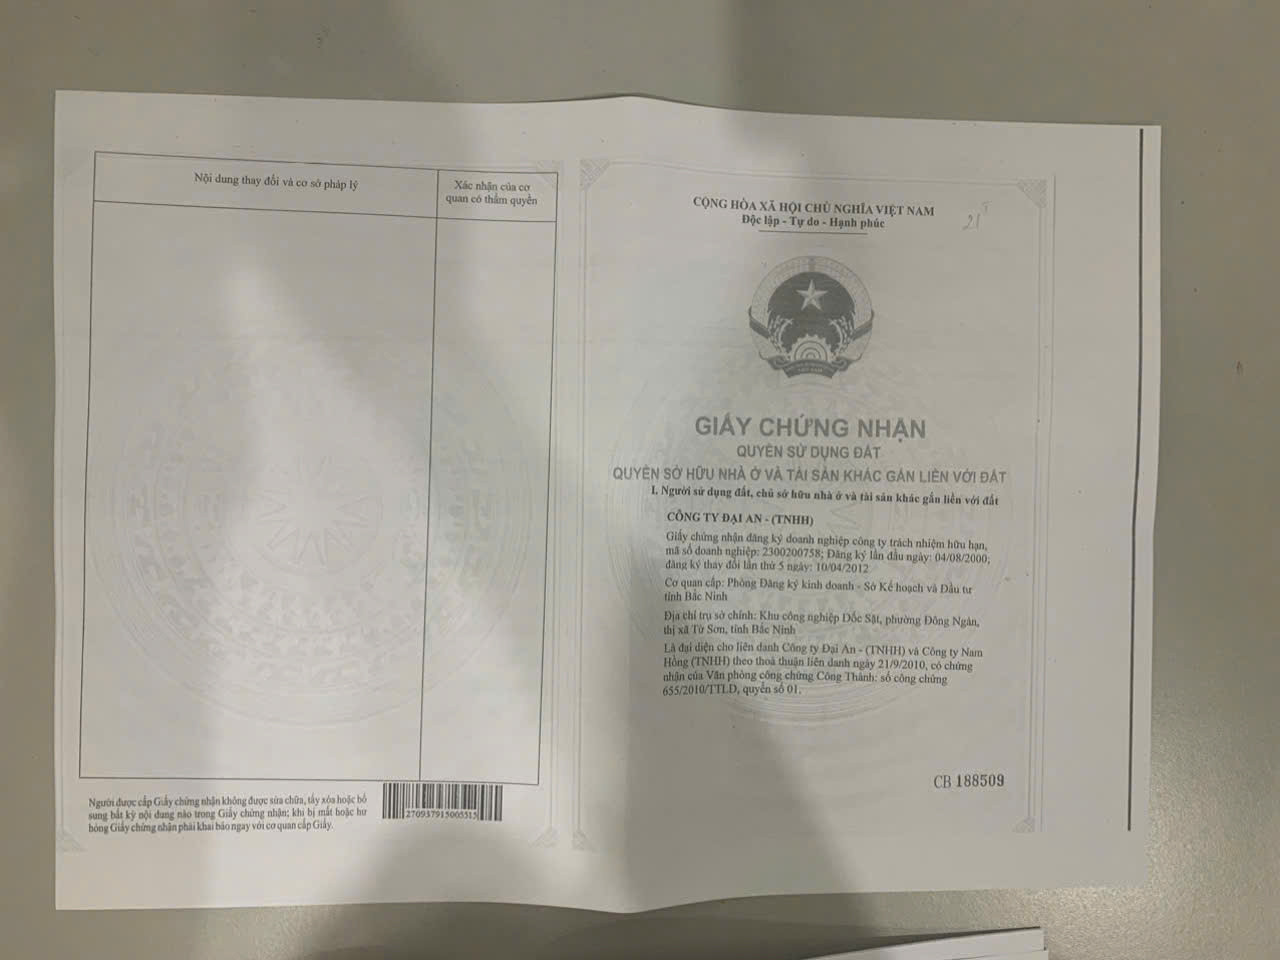 Nội dung thay đổi và cơ sở pháp lý
Xác nhận của cơ
quan có thẩm quyền
Người được cấp Giấy chứng nhận không được sửa chữa, tẩy xóa hoặc bổ
sung bất kỳ nội dung nào trong Giấy chứng nhận; khi bị mất hoặc hư
hỏng Giấy chứng nhận phải khai báo ngay với cơ quan cấp Giấy.
270937915005515
CỘNG HÒA XÃ HỘI CHỦ NGHĨA VIỆT NAM
Độc lập - Tự do - Hạnh phúc
21
GIẤY CHỨNG NHẬN
QUYỀN SỬ DỤNG ĐẤT
QUYỀN SỞ HỮU NHÀ Ở VÀ TÀI SẢN KHÁC GẮN LIỀN VỚI ĐẤT
I. Người sử dụng đất, chủ sở hữu nhà ở và tài sản khác gắn liền với đất
CÔNG TY ĐẠI AN - (TNHH)
Giấy chứng nhận đăng ký doanh nghiệp công ty trách nhiệm hữu hạn,
mã số doanh nghiệp: 2300200758; Đăng ký lần đầu ngày: 04/08/2000;
đăng ký thay đổi lần thứ 5 ngày: 10/04/2012
Cơ quan cấp: Phòng Đăng ký kinh doanh - Sở Kế hoạch và Đầu tư
tỉnh Bắc Ninh
Địa chỉ trụ sở chính: Khu công nghiệp Dốc Sặt, phường Đông Ngàn,
thị xã Từ Sơn, tỉnh Bắc Ninh
Là đại diện cho liên danh Công ty Đại An - (TNHH) và Công ty Nam
Hồng (TNHH) theo thoả thuận liên danh ngày 21/9/2010, có chứng
nhận của Văn phòng công chứng Công Thành: số công chứng
655/2010/TTLD, quyển số 01.
CB 188509